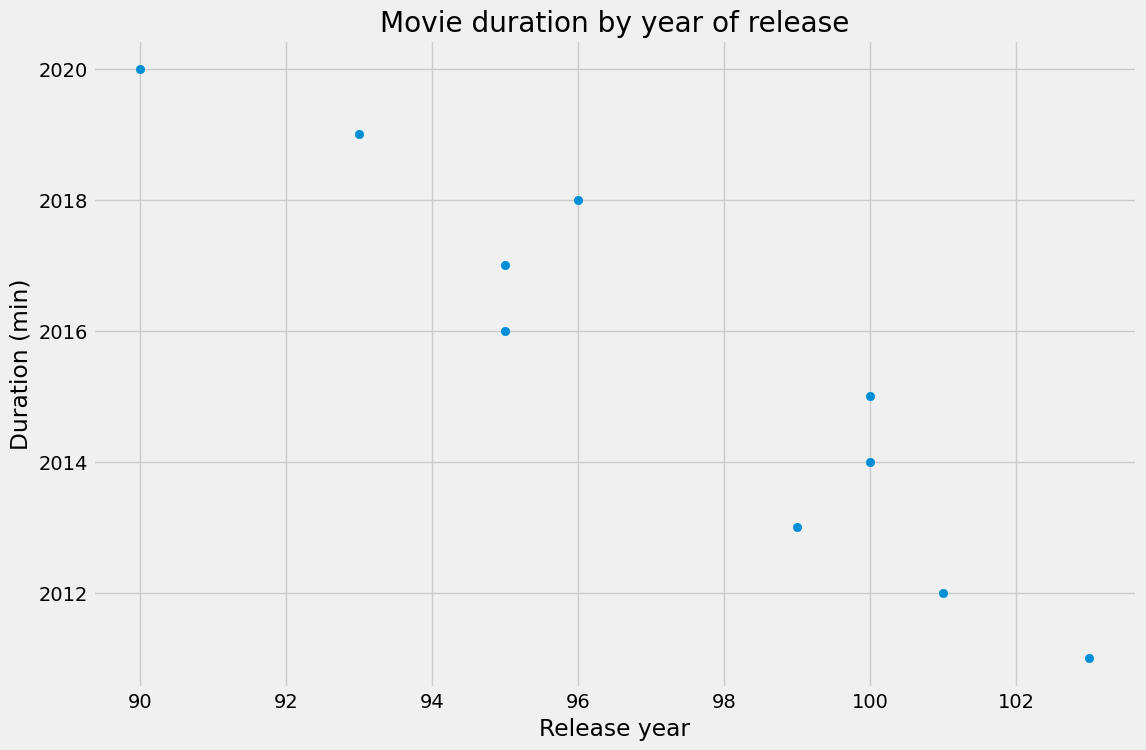 Movie duration by year of release
2020
2018
2016
2014
2012
Duration (min)
90 92 94 96 98 100 102
Release year